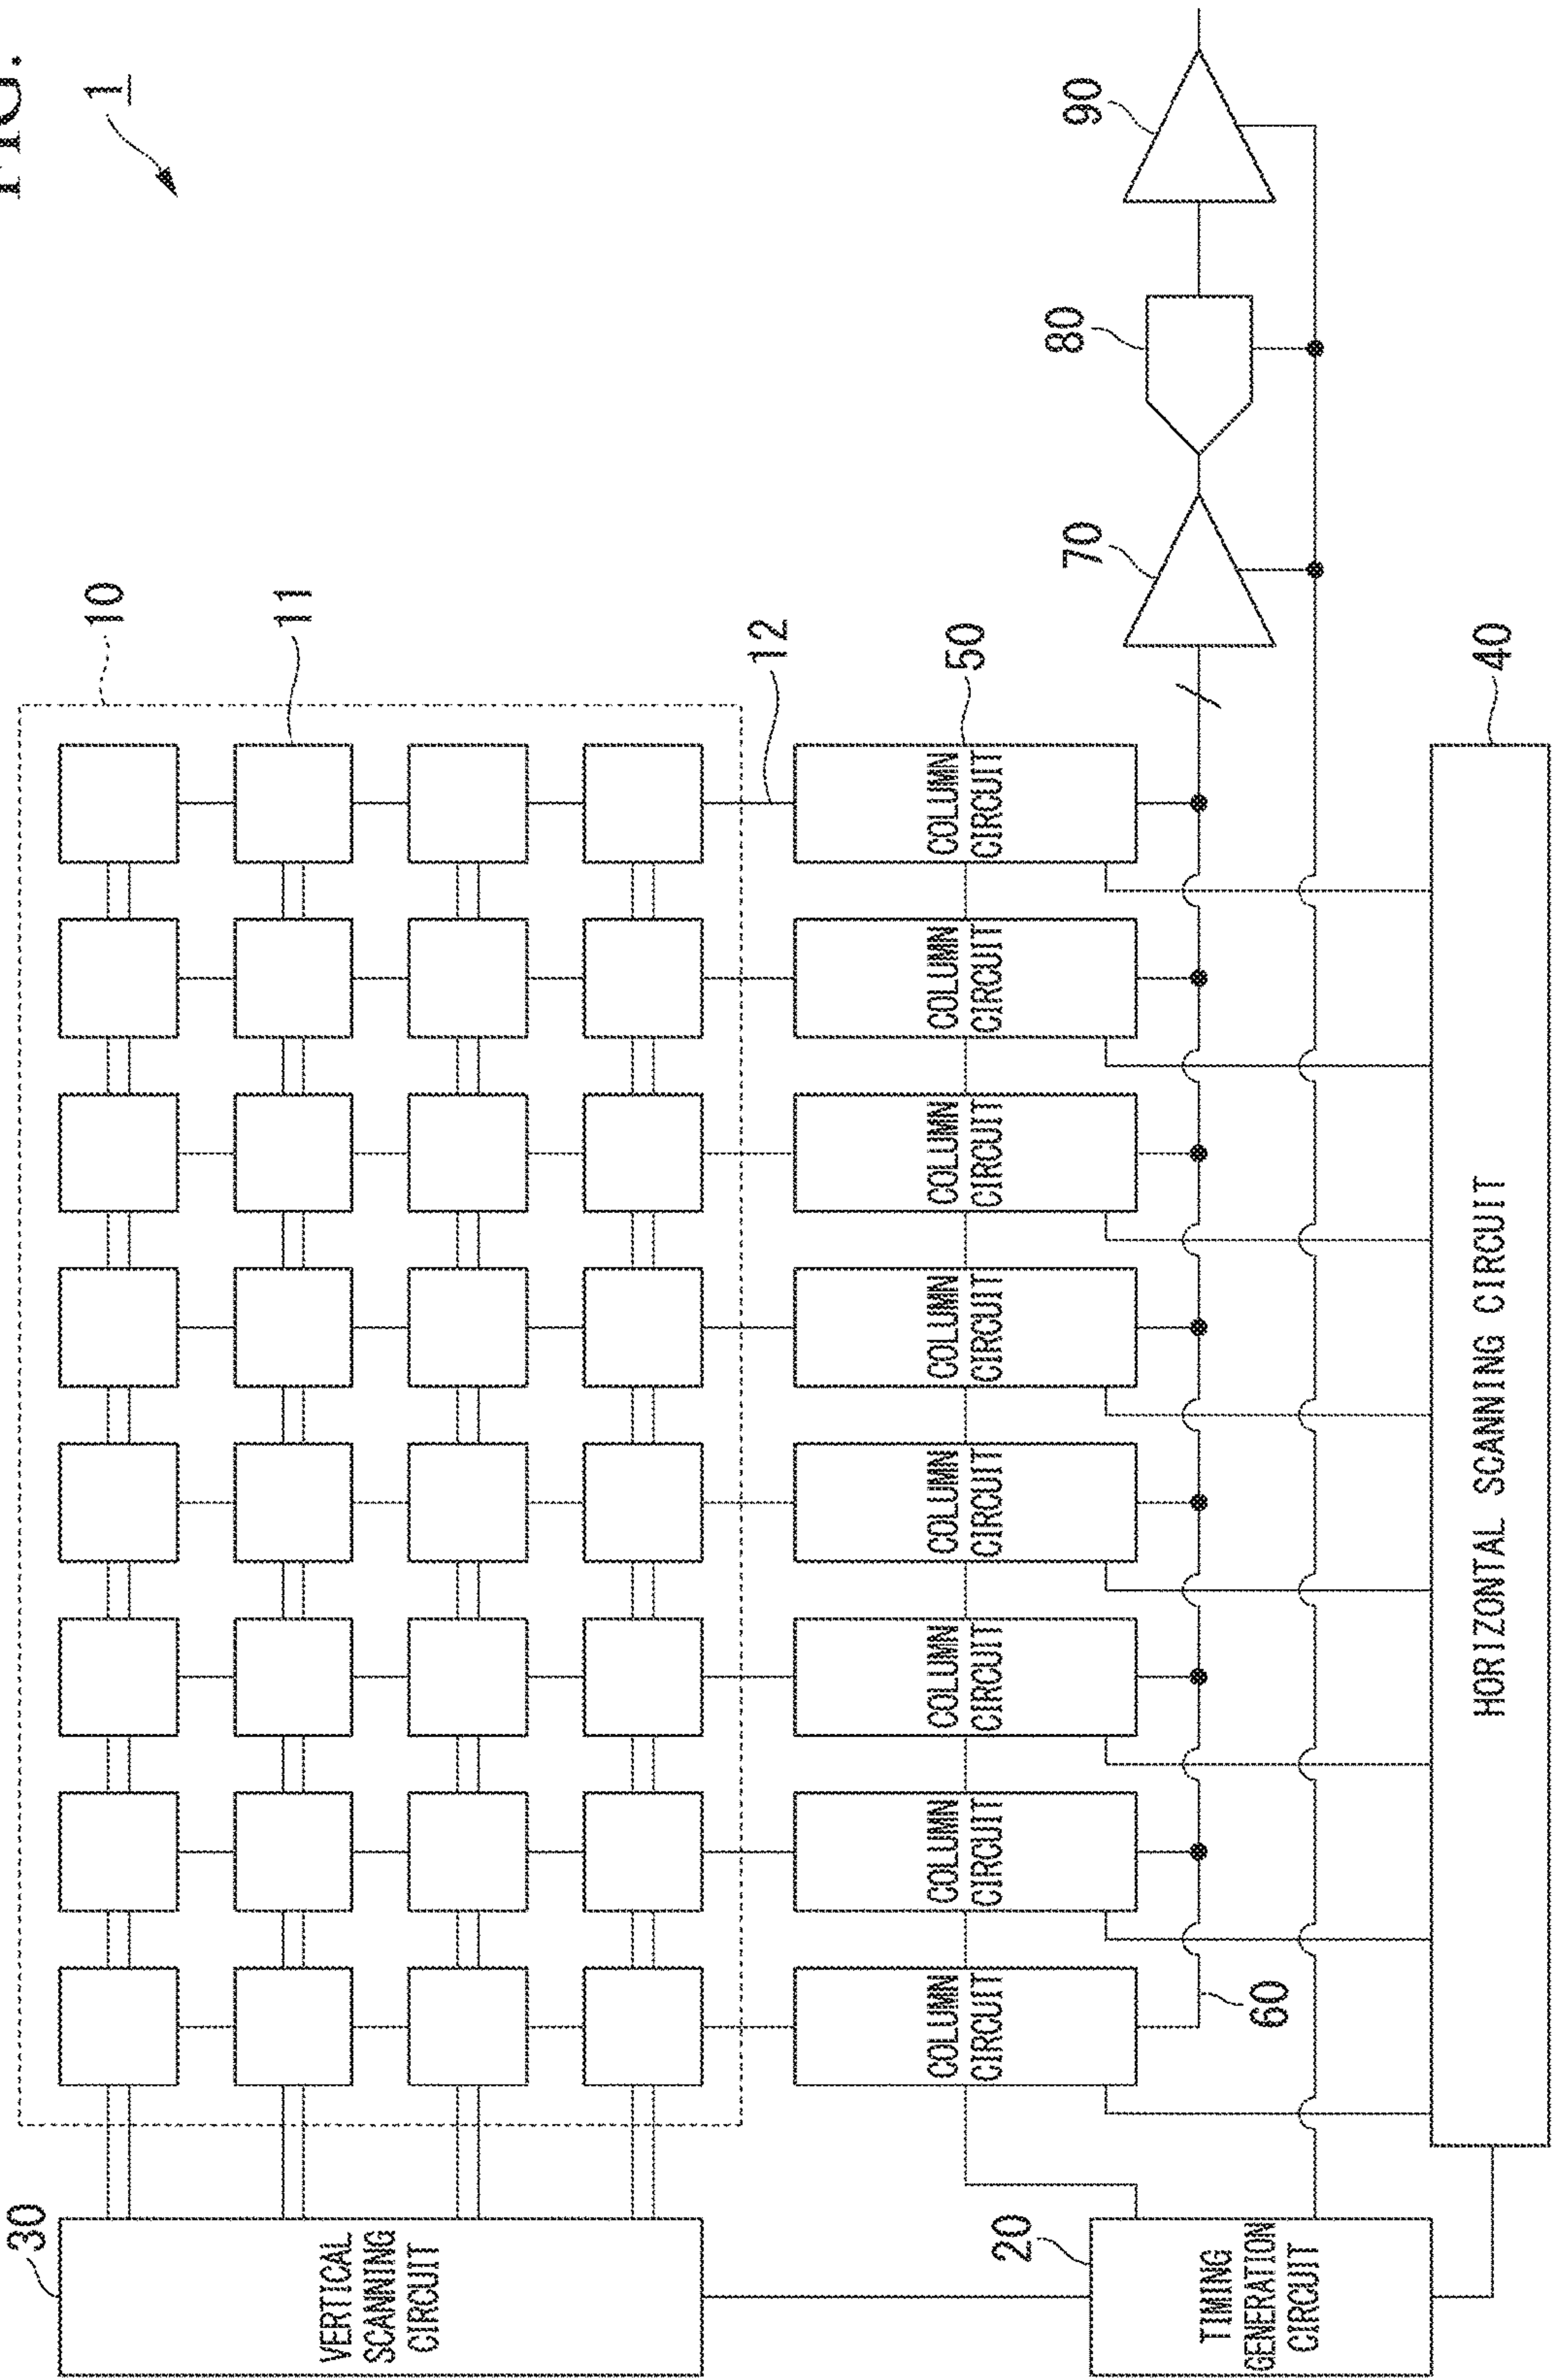 FIG.
1
10
11
12
30
VERTICAL
SCANNING
CIRCUIT
50
COLUMN
CIRCUIT
COLUMN
CIRCUIT
COLUMN
CIRCUIT
COLUMN
CIRCUIT
COLUMN
CIRCUIT
COLUMN
CIRCUIT
COLUMN
CIRCUIT
COLUMN
CIRCUIT
60
70
80
90
20
TIMING
GENERATION
CIRCUIT
40
HORIZONTAL SCANNING CIRCUIT